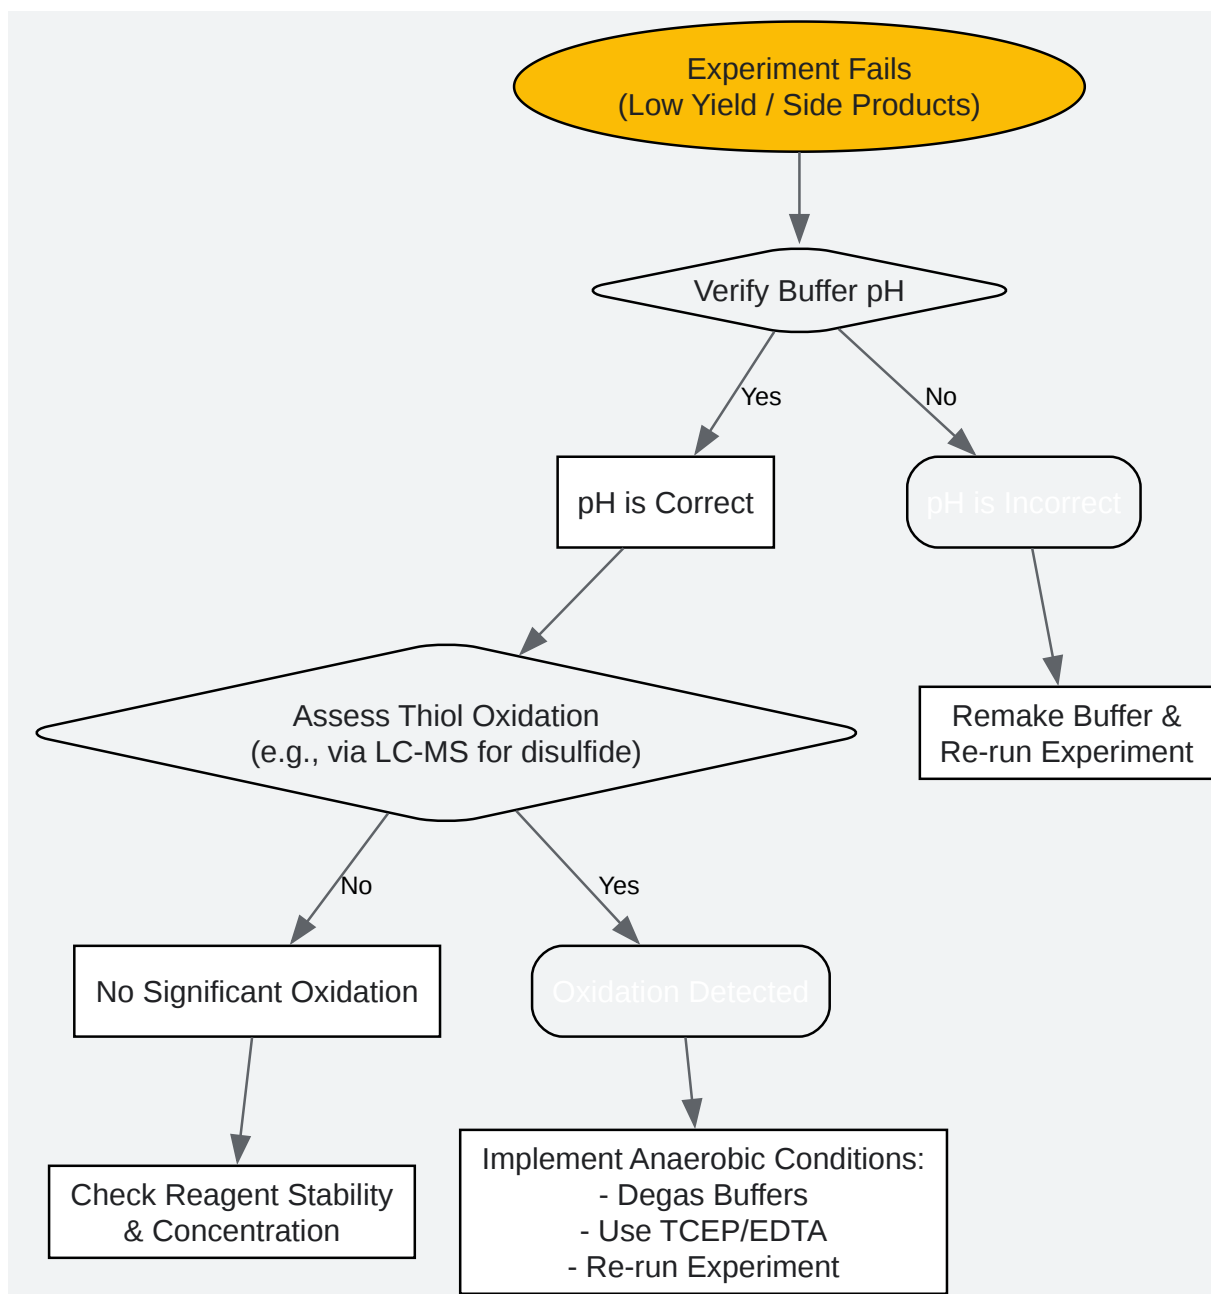 Experiment Fails
(Low Yield / Side Products)
Verify Buffer pH
Yes
No
pH is Correct
pH is Incorrect
Assess Thiol Oxidation
(e.g., via LC-MS for disulfide)
Remake Buffer &
Re-run Experiment
No
Yes
No Significant Oxidation
Oxidation Detected
Check Reagent Stability
& Concentration
Implement Anaerobic Conditions:
- Degas Buffers
- Use TCEP/EDTA
- Re-run Experiment